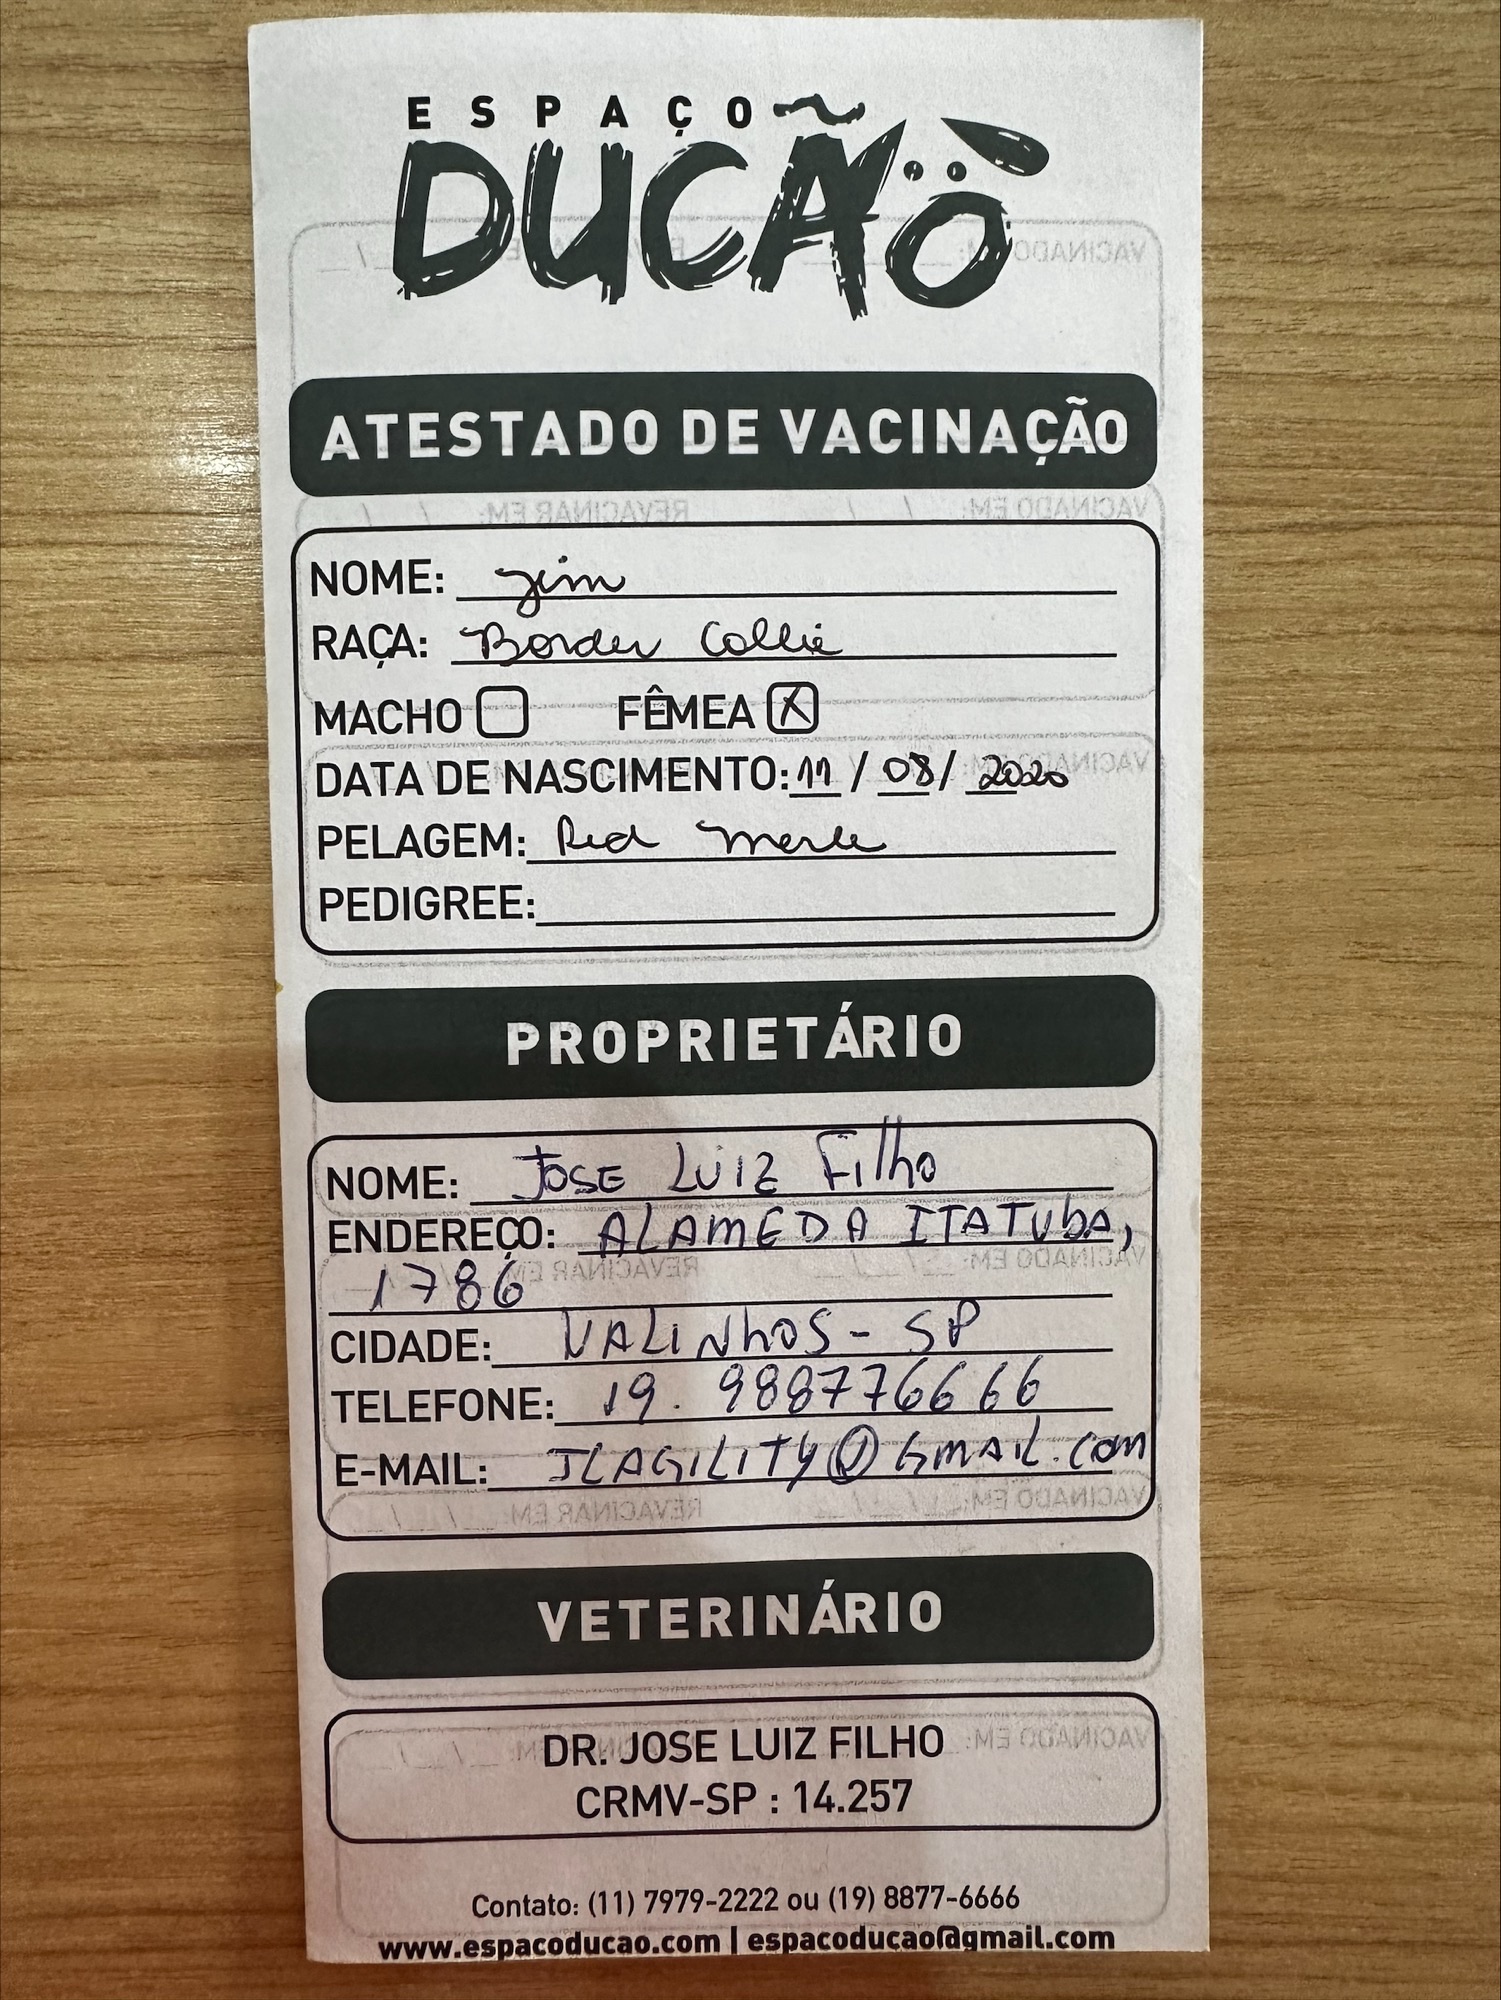 ESPAÇO
DUCÃO
ATESTADO DE VACINAÇÃO
NOME: Jim
RAÇA: Border Collie
MACHO FÊMEA X
DATA DE NASCIMENTO: 11 / 08 / 2020
PELAGEM: Red Merle
PEDIGREE:
PROPRIETÁRIO
NOME: JOSE LUIZ Filho
ENDEREÇO: ALAMEDA ITATUbA,
1786
CIDADE: VALINhOS - SP
TELEFONE: 19. 988776666
E-MAIL: JLAGILITY@GMAIL.COM
VETERINÁRIO
DR. JOSE LUIZ FILHO
CRMV-SP : 14.257
Contato: (11) 7979-2222 ou (19) 8877-6666
www.espacoducao.com | espacoducao@gmail.com